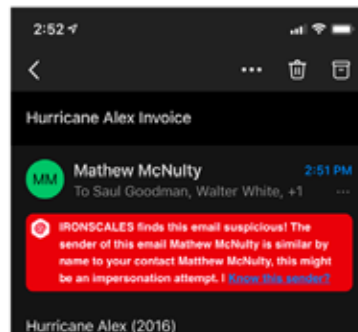 2:52
Hurricane Alex Invoice
MM
Mathew McNulty
2:51 PM
To Saul Goodman, Walter White, +1
IRONSCALES finds this email suspicious! The
sender of this email Mathew McNulty is similar by
name to your contact Matthew McNulty, this might
be an impersonation attempt. I Know this sender?
Hurricane Alex (2016)